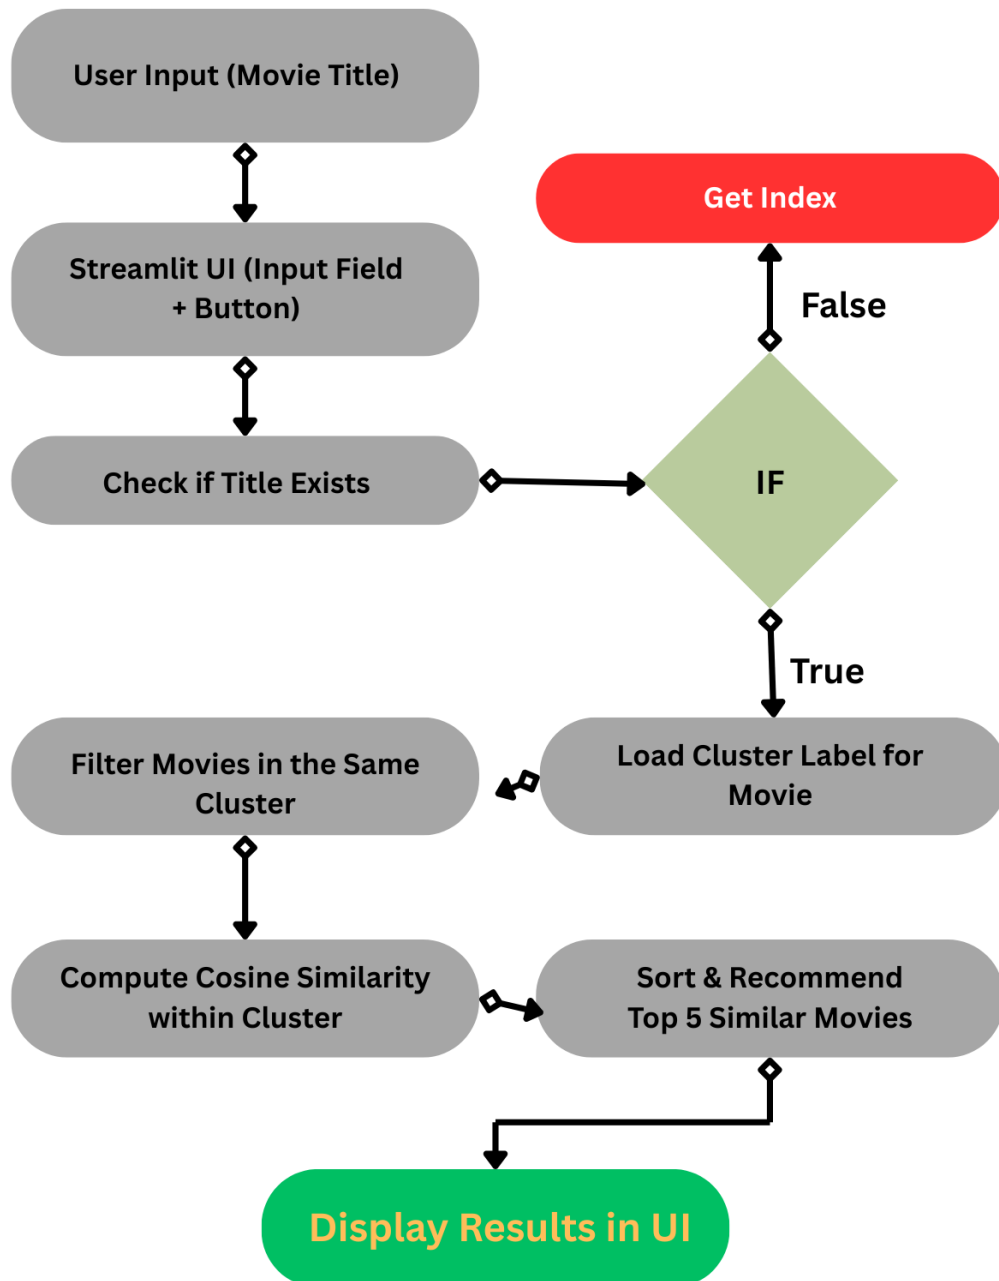 User Input (Movie Title)
Streamlit UI (Input Field
+ Button)
Check if Title Exists
IF
False
Get Index
True
Load Cluster Label for
Movie
Filter Movies in the Same
Cluster
Compute Cosine Similarity
within Cluster
Sort & Recommend
Top 5 Similar Movies
Display Results in UI